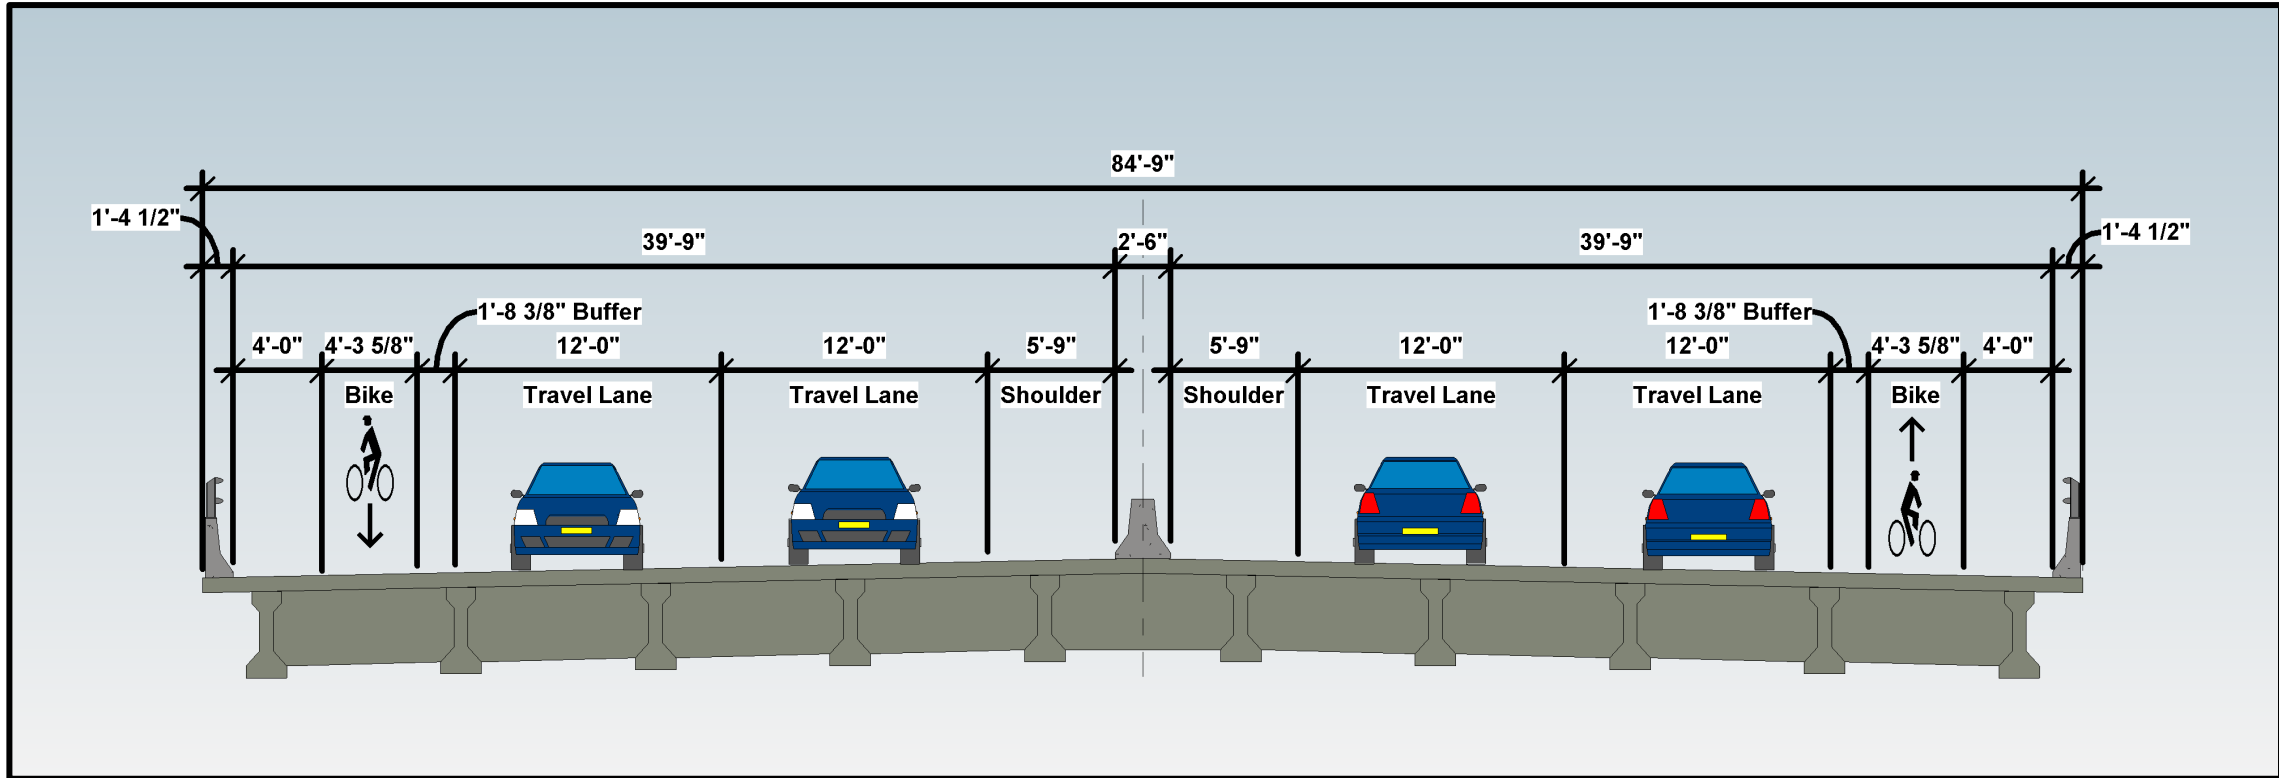 84'-9"
1'-4 1/2"
39'-9"
2'-6"
39'-9"
1'-4 1/2"
1'-8 3/8" Buffer
1'-8 3/8" Buffer
4'-0"
4'-3 5/8"
12'-0"
12'-0"
5'-9"
5'-9"
12'-0"
12'-0"
4'-3 5/8"
4'-0"
Bike
Travel Lane
Travel Lane
Shoulder
Shoulder
Travel Lane
Travel Lane
Bike